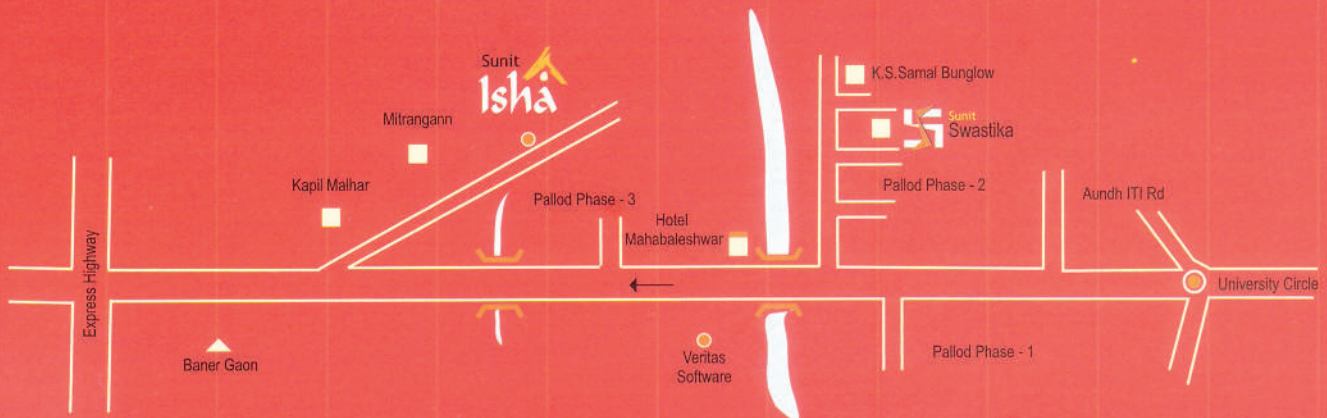 Sunit
Isha
K.S.Samal Bunglow
Sunit
Swastika
Mitrangann
Kapil Malhar
Pallod Phase - 3
Pallod Phase - 2
Aundh ITI Rd
Hotel
Mahabaleshwar
Express Highway
University Circle
Baner Gaon
Veritas
Software
Pallod Phase - 1